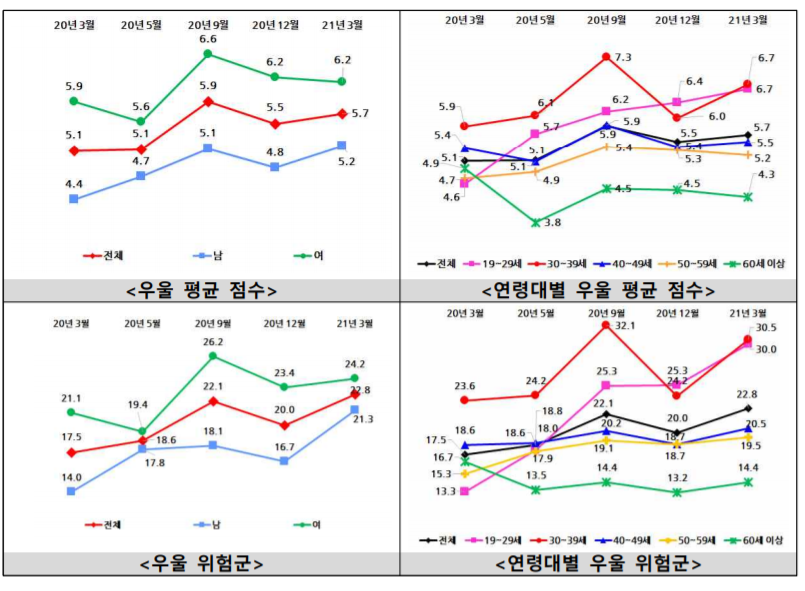 20년 3월 20년 5월 20년 9월 20년 12월 21년 3월
6.6
6.2 6.2
5.9 5.6 5.9 5.5 5.7
5.1 5.1 5.1
4.4 4.7 4.8 5.2
전체 남 여
<우울 평균 점수>
20년 3월 20년 5월 20년 9월 20년 12월 21년 3월
7.3
6.7
6.4 6.7
5.9 6.1 6.2 6.0
5.7 5.9 5.5 5.7
5.4 5.1 5.9 5.4 5.5
5.1 5.1 5.4 5.3 5.2
4.9 4.9
4.7 4.5 4.5 4.3
4.6 3.8
전체 19~29세 30~39세 40~49세 50~59세 60세 이상
<연령대별 우울 평균 점수>
20년 3월 20년 5월 20년 9월 20년 12월 21년 3월
26.2
23.4 24.2
21.1 19.4 22.1 22.8
20.0 21.3
17.5 18.6 18.1
14.0 17.8 16.7
전체 남 여
<우울 위험군>
20년 3월 20년 5월 20년 9월 20년 12월 21년 3월
32.1 30.5
30.0
23.6 24.2 25.3 25.3
24.2
18.8 22.1 22.8
18.6 18.6 18.0 20.2 20.0 20.5
17.5 18.7
16.7 17.9 19.1 18.7 19.5
15.3 13.5 14.4 13.2 14.4
13.3
전체 19~29세 30~39세 40~49세 50~59세 60세 이상
<연령대별 우울 위험군>